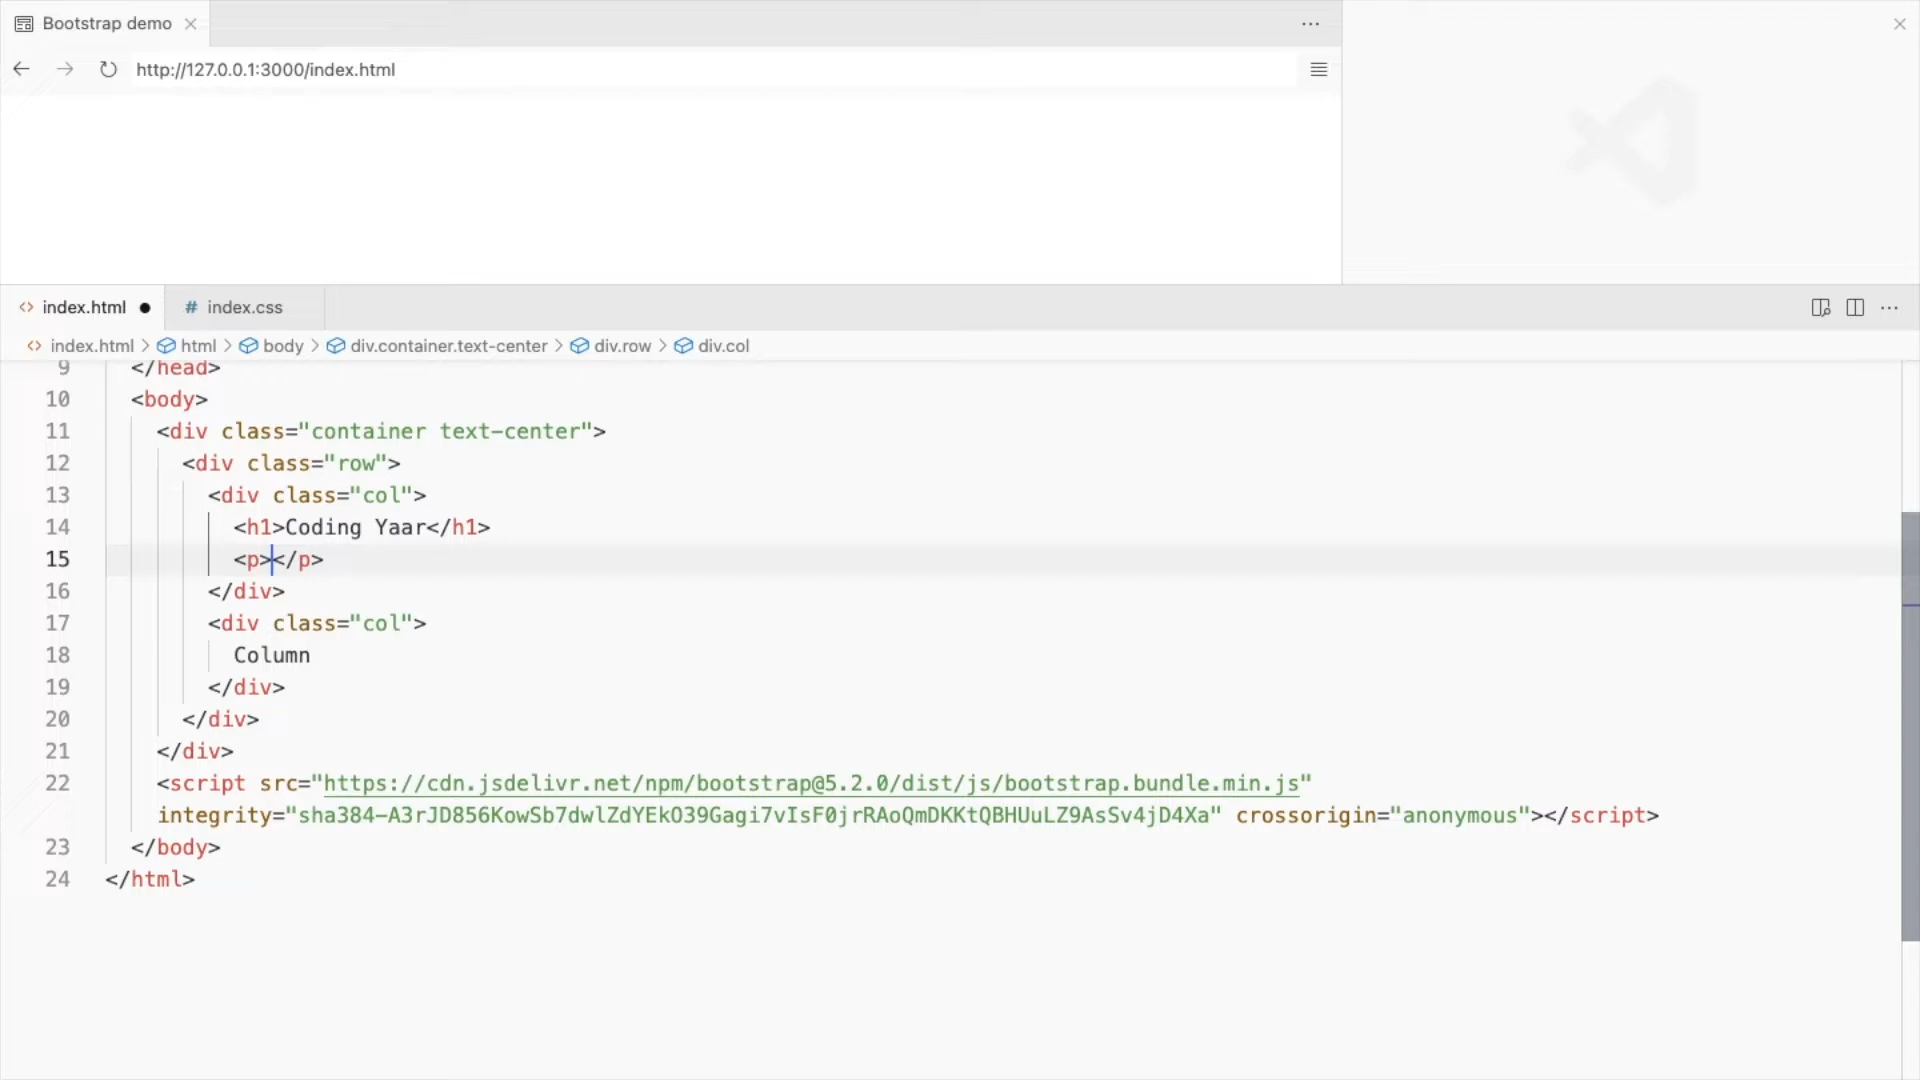 Bootstrap demo
http://127.0.0.1:3000/index.html
index.html
# index.css
index.html > html > body > div.container.text-center > div.row > div.col
9 </head>
10 <body>
11 <div class="container text-center">
12 <div class="row">
13 <div class="col">
14 <h1>Coding Yaar</h1>
15 <p></p>
16 </div>
17 <div class="col">
18 Column
19 </div>
20 </div>
21 </div>
22 <script src="https://cdn.jsdelivr.net/npm/bootstrap@5.2.0/dist/js/bootstrap.bundle.min.js"
integrity="sha384-A3rJD856KowSb7dwlZdYEkO39Gagi7vIsF0jrRAoQmDKKtQBHUuLZ9AsSv4jD4Xa" crossorigin="anonymous"></script>
23 </body>
24 </html>